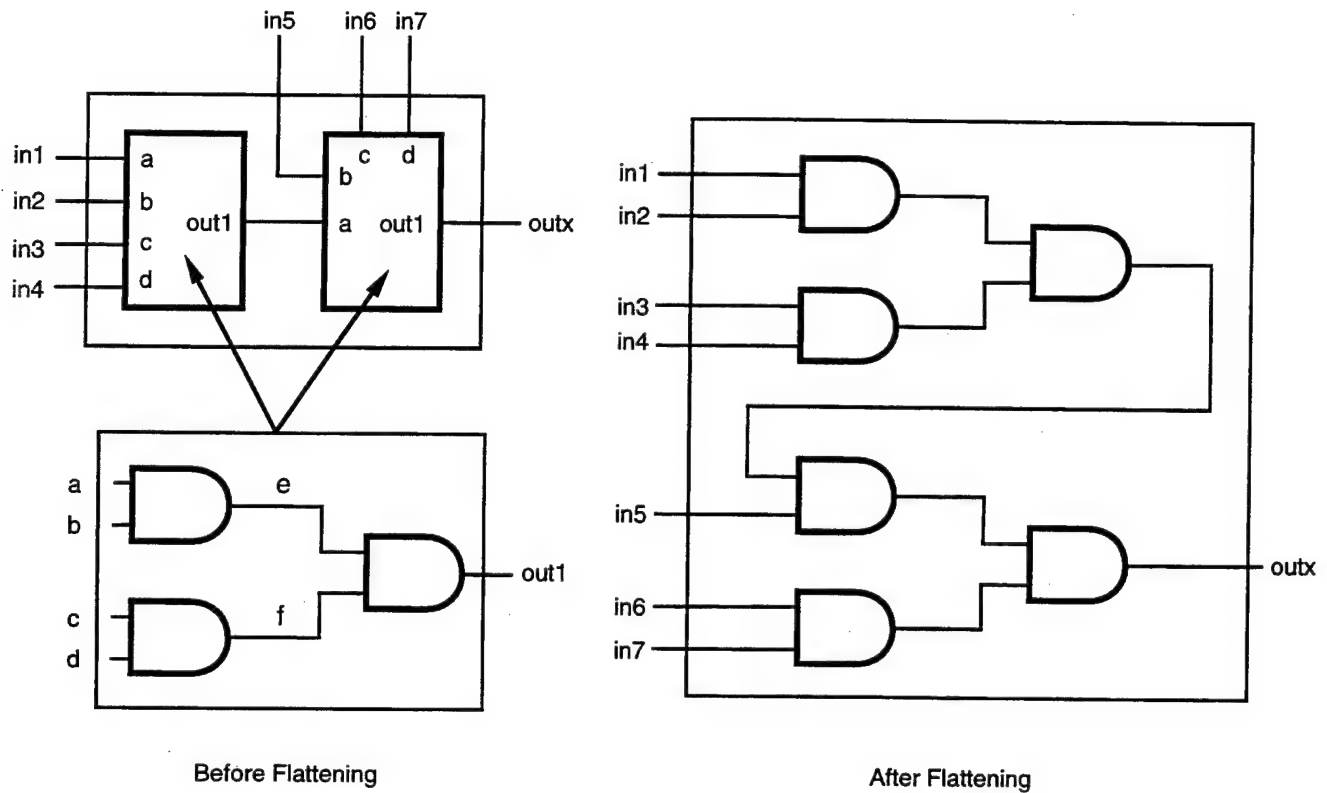 in5 in6 in7
in1 a
in2 b
in3 c
in4 d
out1
c d
b
a out1
outx
a
b
c
d
e
f
out1
Before Flattening
in1
in2
in3
in4
in5
in6
in7
outx
After Flattening